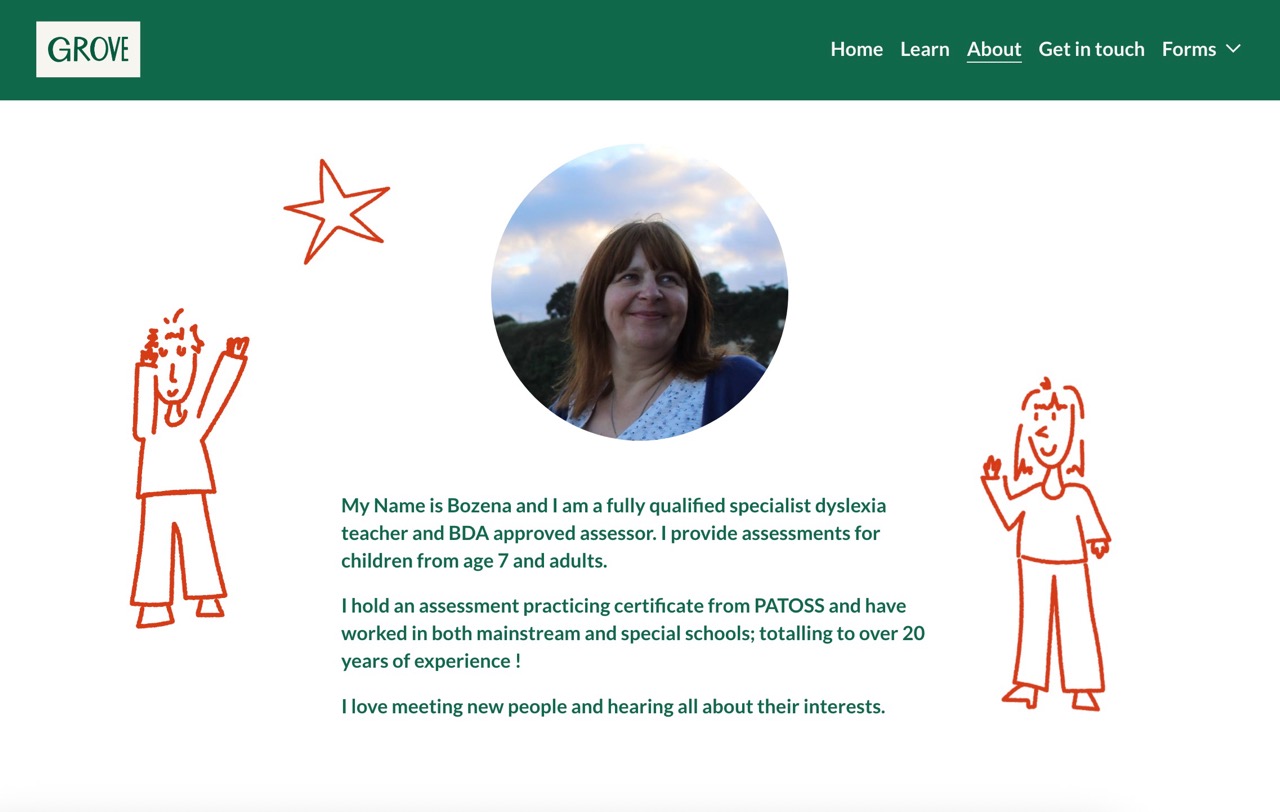 GROVE
Home Learn About Get in touch Forms
My Name is Bozena and I am a fully qualified specialist dyslexia
teacher and BDA approved assessor. I provide assessments for
children from age 7 and adults.
I hold an assessment practicing certificate from PATOSS and have
worked in both mainstream and special schools; totalling to over 20
years of experience !
I love meeting new people and hearing all about their interests.